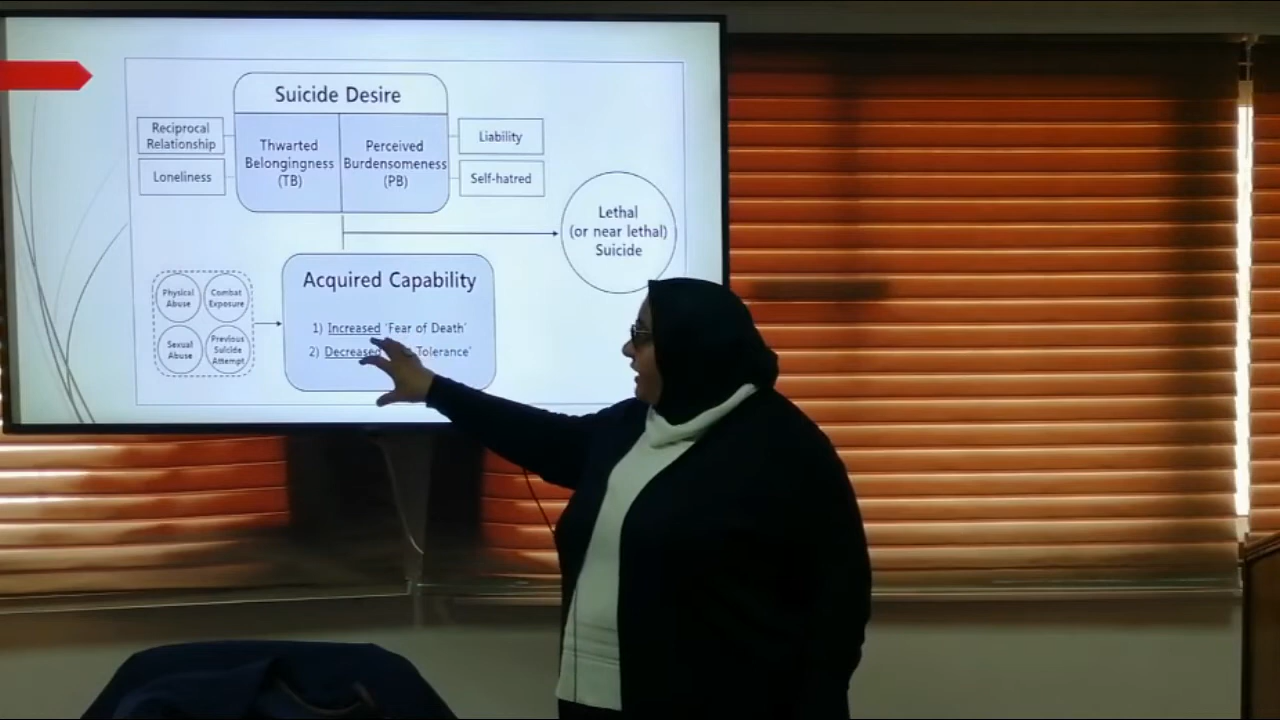 Suicide Desire
Reciprocal
Relationship
Loneliness
Thwarted
Belongingness
(TB)
Perceived
Burdensomeness
(PB)
Liability
Self-hatred
Lethal
(or near lethal)
Suicide
Acquired Capability
1) Increased 'Fear of Death'
2) Decreased Tolerance'
Physical
Abuse
Combat
Exposure
Sexual
Abuse
Previous
Suicide
Attempt